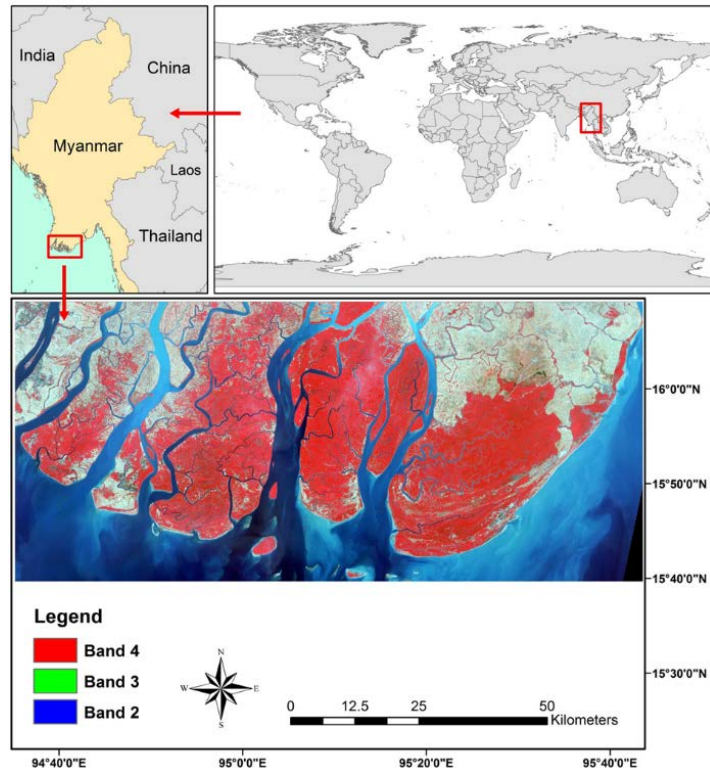 India
China
Myanmar
Laos
Thailand
16°0'0"N
15°50'0"N
15°40'0"N
15°30'0"N
Legend
Band 4
Band 3
Band 2
N
W
E
S
0 12.5 25 50
Kilometers
94°40'0"E 95°0'0"E 95°20'0"E 95°40'0"E